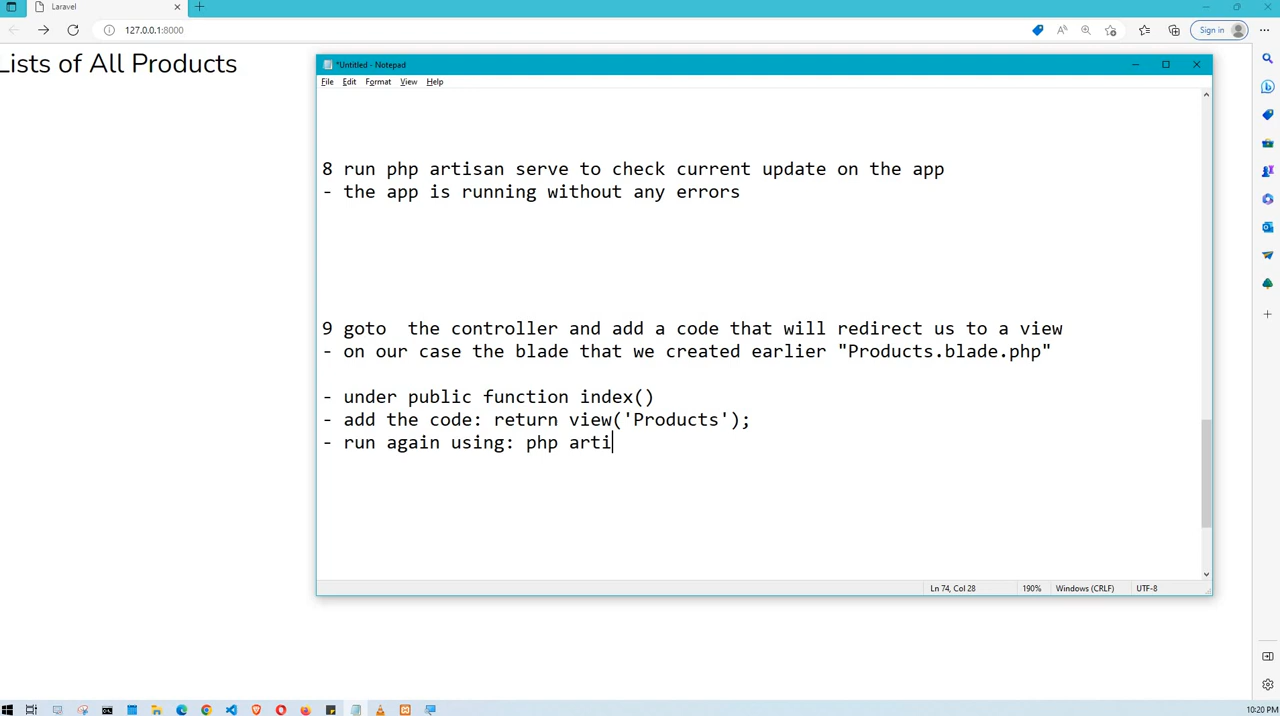 Laravel
127.0.0.1:8000
Sign in
Lists of All Products
*Untitled - Notepad
File Edit Format View Help
8 run php artisan serve to check current update on the app
- the app is running without any errors
9 goto  the controller and add a code that will redirect us to a view
- on our case the blade that we created earlier "Products.blade.php"
- under public function index()
- add the code: return view('Products');
- run again using: php arti
Ln 74, Col 28 190% Windows (CRLF) UTF-8
10:20 PM